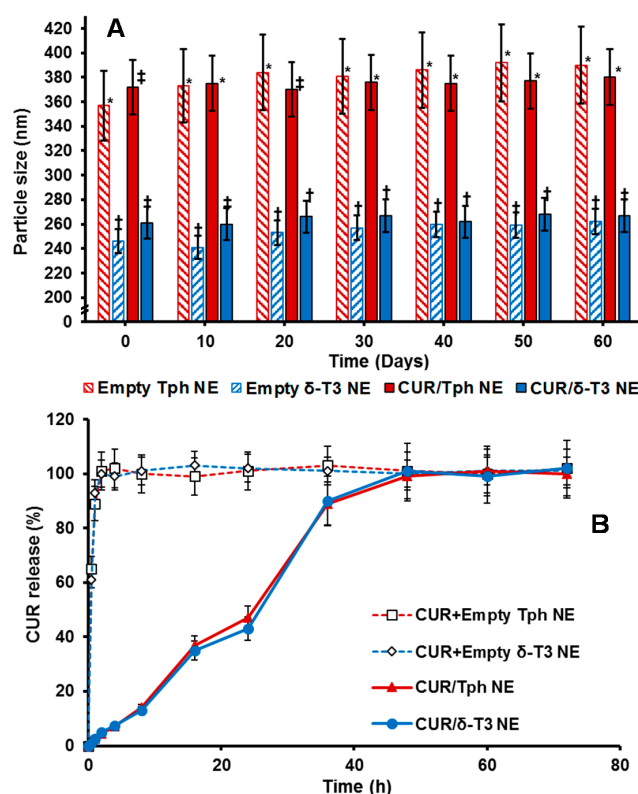 A
Particle size (nm)
420
400
380
360
340
320
300
280
260
240
220
200
0
* ‡ * * * ‡ * * * * * * * *
‡ ‡ ‡ ‡ ‡ † † † † † † † † †
0 10 20 30 40 50 60
Time (Days)
Empty Tph NE Empty δ-T3 NE CUR/Tph NE CUR/δ-T3 NE
B
CUR release (%)
120
100
80
60
40
20
0
CUR+Empty Tph NE
CUR+Empty δ-T3 NE
CUR/Tph NE
CUR/δ-T3 NE
0 20 40 60 80
Time (h)